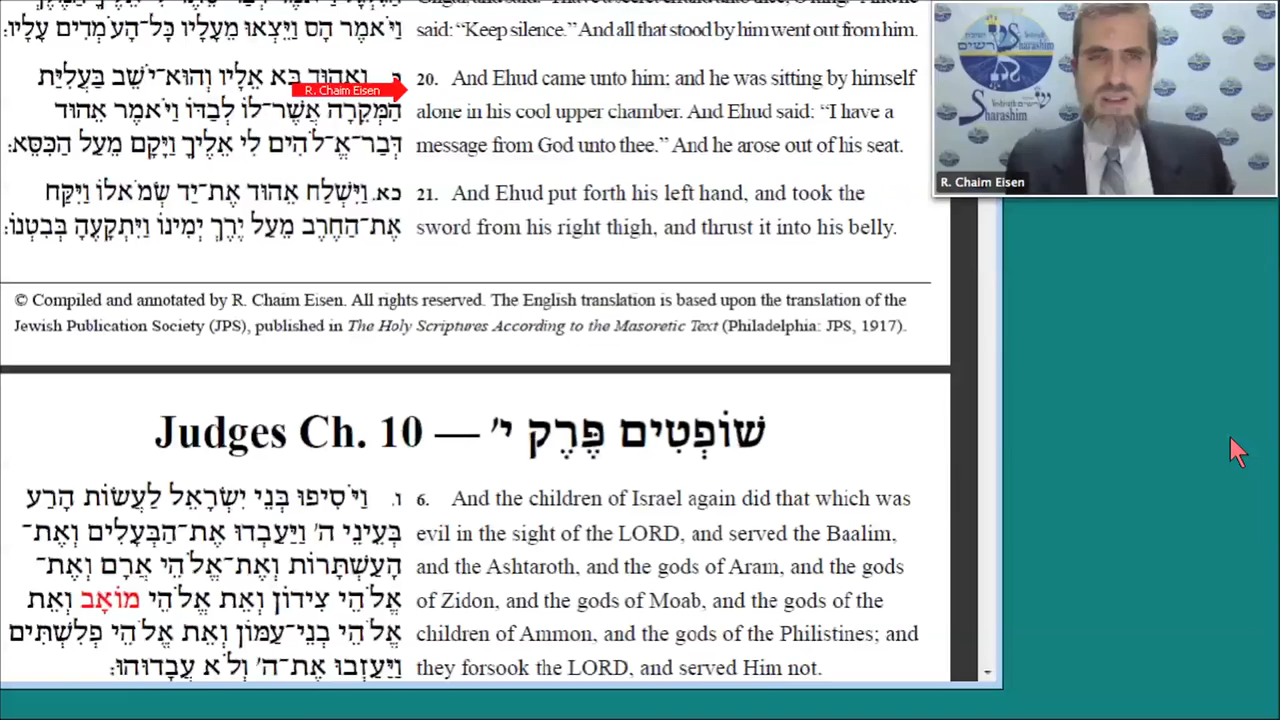 וַיֹּאמֶר הָס וַיֵּצְאוּ מֵעָלָיו כׇּל־הָעֹמְדִים עָלָיו׃
said: “Keep silence.” And all that stood by him went out from him.
וְאֵהוּד בָּא אֵלָיו וְהוּא־יֹשֵׁב בַּעֲלִיַּת
הַמְּקֵרָה אֲשֶׁר־לוֹ לְבַדּוֹ וַיֹּאמֶר אֵהוּד
דְּבַר־אֱ־לֹהִים לִי אֵלֶיךָ וַיָּקׇם מֵעַל הַכִּסֵּא׃
R. Chaim Eisen
20. And Ehud came unto him; and he was sitting by himself
alone in his cool upper chamber. And Ehud said: “I have a
message from God unto thee.” And he arose out of his seat.
כא. וַיִּשְׁלַח אֵהוּד אֶת־יַד שְׂמֹאלוֹ וַיִּקַּח
אֶת־הַחֶרֶב מֵעַל יֶרֶךְ יְמִינוֹ וַיִּתְקָעֶהָ בְּבִטְנוֹ׃
21. And Ehud put forth his left hand, and took the
sword from his right thigh, and thrust it into his belly.
© Compiled and annotated by R. Chaim Eisen. All rights reserved. The English translation is based upon the translation of the
Jewish Publication Society (JPS), published in The Holy Scriptures According to the Masoretic Text (Philadelphia: JPS, 1917).
Judges Ch. 10 — שׁוֹפְטִים פֶּרֶק י׳
ו. וַיֹּסִיפוּ בְּנֵי יִשְׂרָאֵל לַעֲשׂוֹת הָרַע
בְּעֵינֵי ה׳ וַיַּעַבְדוּ אֶת־הַבְּעָלִים וְאֶת־
הָעַשְׁתָּרוֹת וְאֶת־אֱלֹהֵי אֲרָם וְאֶת־
אֱלֹהֵי צִידוֹן וְאֵת אֱלֹהֵי מוֹאָב וְאֵת
אֱלֹהֵי בְנֵי־עַמּוֹן וְאֵת אֱלֹהֵי פְלִשְׁתִּים
וַיַּעַזְבוּ אֶת־ה׳ וְלֹא עֲבָדוּהוּ׃
6. And the children of Israel again did that which was
evil in the sight of the LORD, and served the Baalim,
and the Ashtaroth, and the gods of Aram, and the gods
of Zidon, and the gods of Moab, and the gods of the
children of Ammon, and the gods of the Philistines; and
they forsook the LORD, and served Him not.
Yeshivath
Sharashim
R. Chaim Eisen